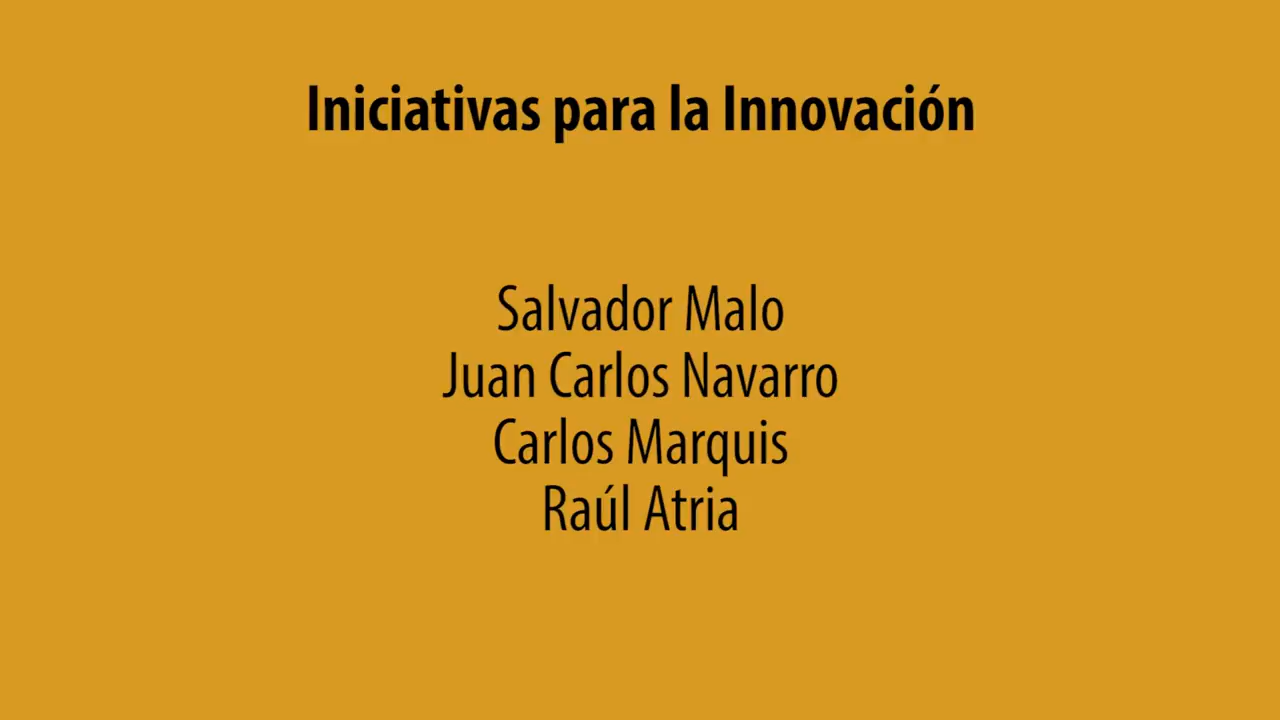 Iniciativas para la Innovación
Salvador Malo
Juan Carlos Navarro
Carlos Marquis
Raúl Atria